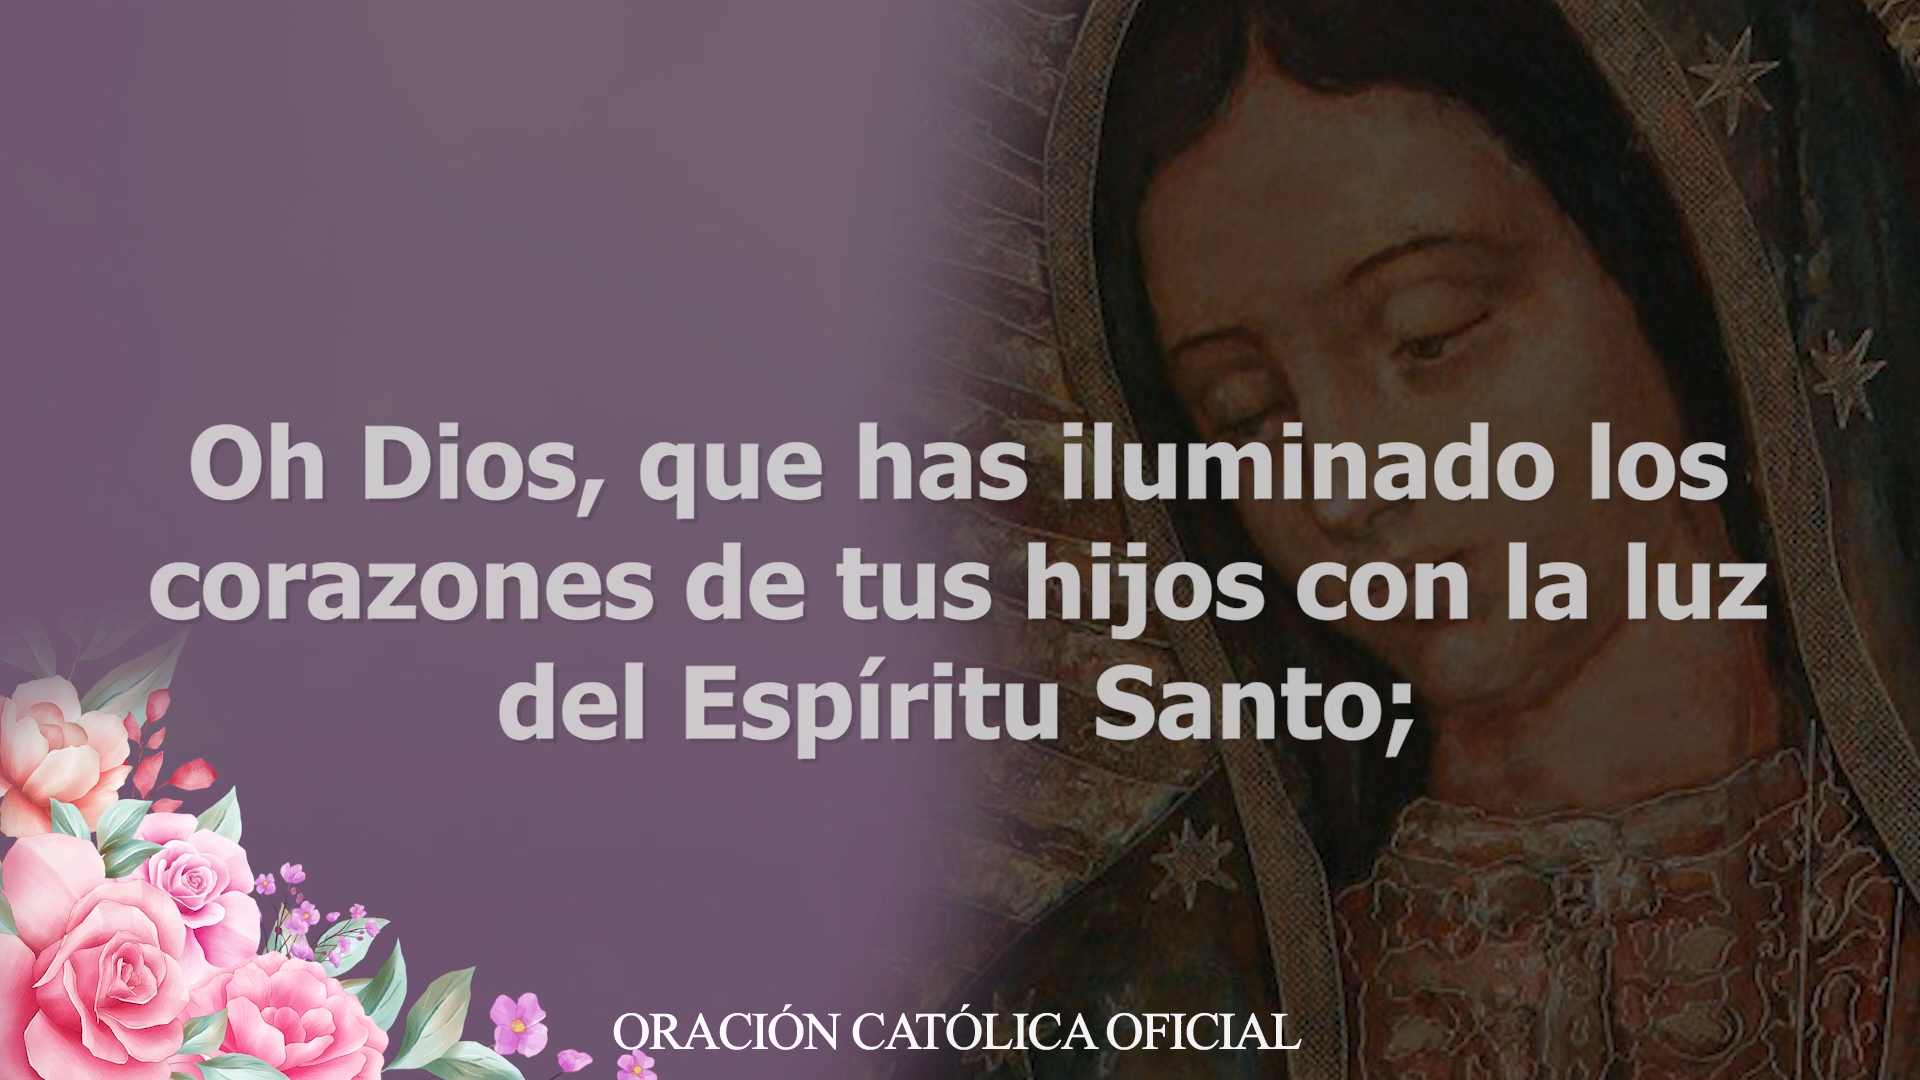 Oh Dios, que has iluminado los
corazones de tus hijos con la luz
del Espíritu Santo;
ORACIÓN CATÓLICA OFICIAL